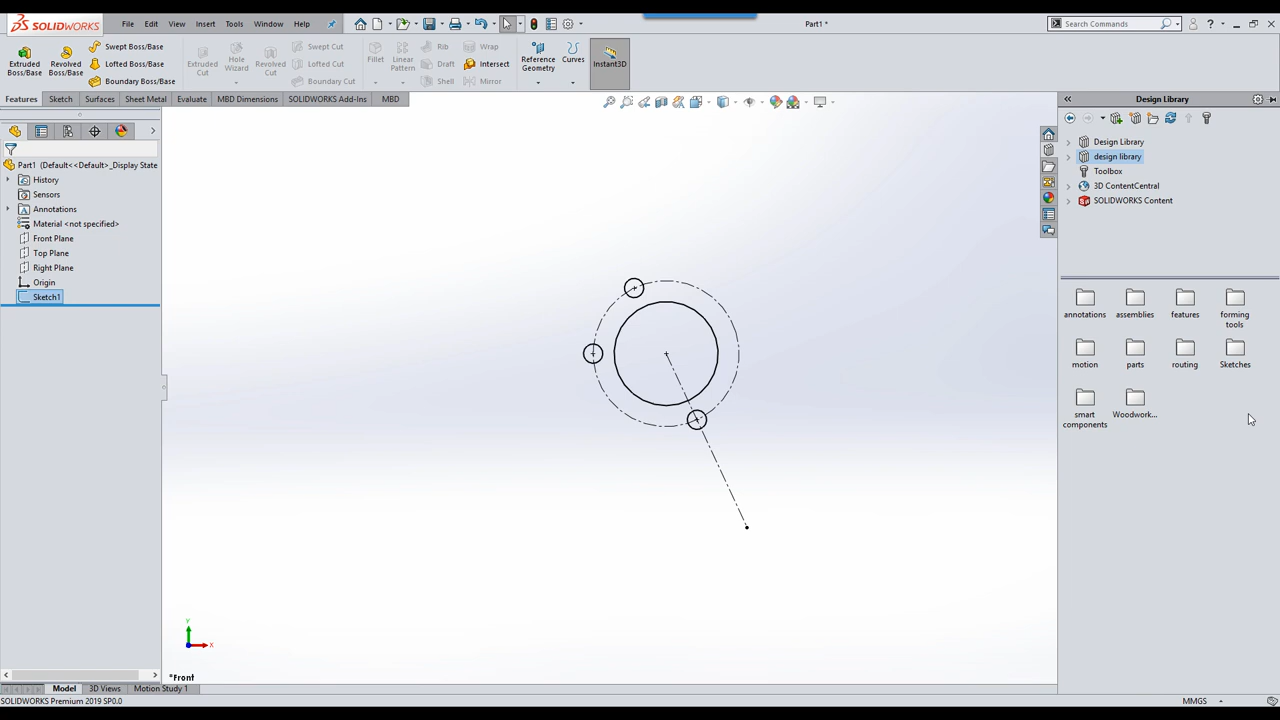 SOLIDWORKS
File Edit View Insert Tools Window Help
Part1 *
Search Commands
Extruded Boss/Base
Revolved Boss/Base
Swept Boss/Base
Lofted Boss/Base
Boundary Boss/Base
Extruded Cut
Hole Wizard
Revolved Cut
Swept Cut
Lofted Cut
Boundary Cut
Fillet
Linear Pattern
Rib
Draft
Shell
Wrap
Intersect
Mirror
Reference Geometry
Curves
Instant3D
Features Sketch Surfaces Sheet Metal Evaluate MBD Dimensions SOLIDWORKS Add-Ins MBD
Part1 (Default<<Default>_Display State
History
Sensors
Annotations
Material <not specified>
Front Plane
Top Plane
Right Plane
Origin
Sketch1
Y
X
*Front
Design Library
Design Library
design library
Toolbox
3D ContentCentral
SOLIDWORKS Content
annotations
assemblies
features
forming tools
motion
parts
routing
Sketches
smart components
Woodwork...
Model 3D Views Motion Study 1
SOLIDWORKS Premium 2019 SP0.0
MMGS